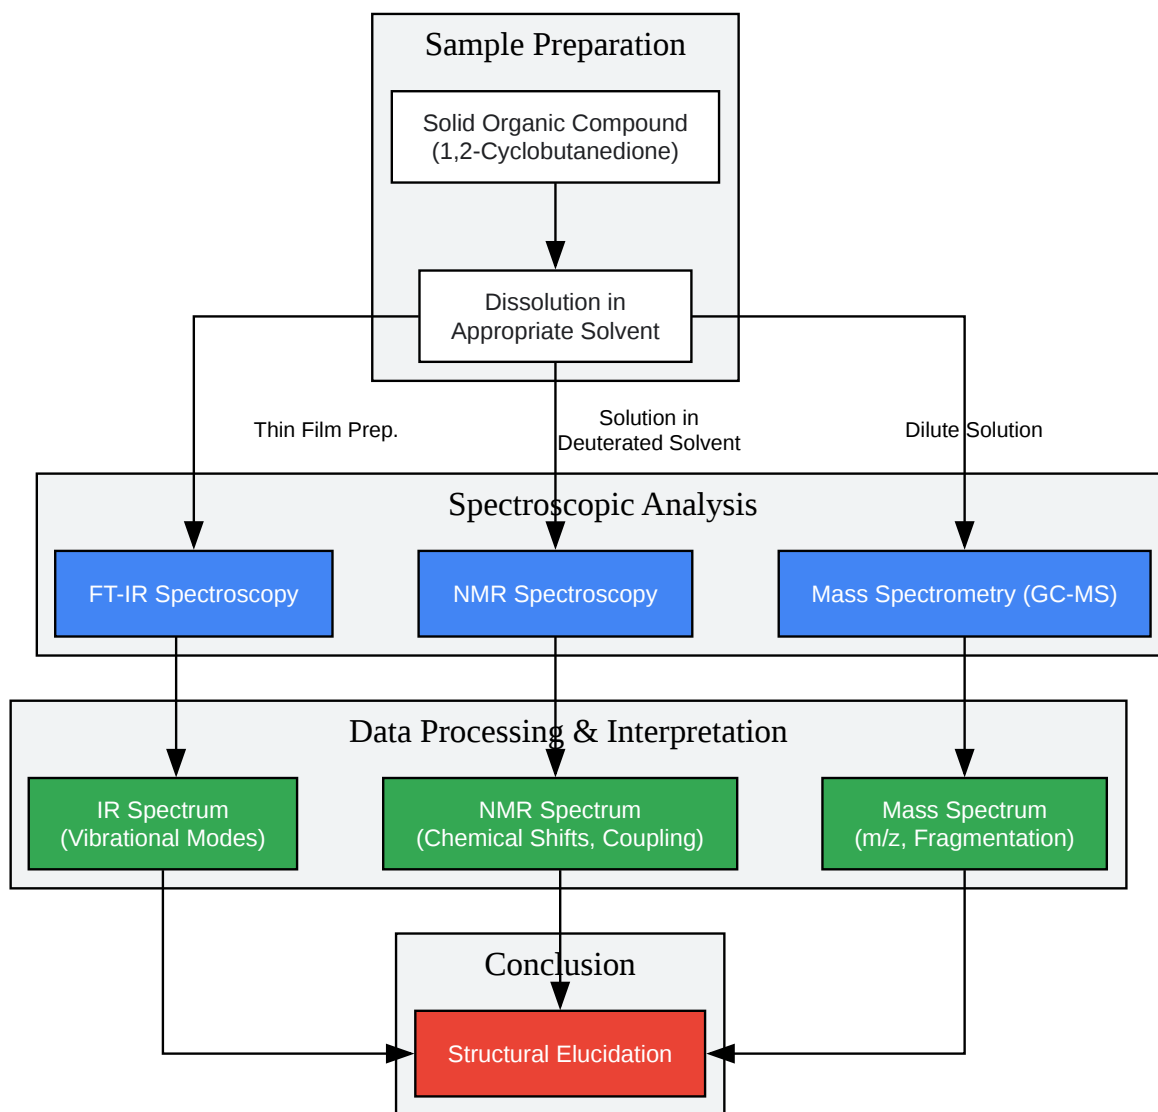 Sample Preparation
Solid Organic Compound
(1,2-Cyclobutanedione)
Dissolution in
Appropriate Solvent
Thin Film Prep.
Solution in
Deuterated Solvent
Dilute Solution
Spectroscopic Analysis
FT-IR Spectroscopy
NMR Spectroscopy
Mass Spectrometry (GC-MS)
Data Processing & Interpretation
IR Spectrum
(Vibrational Modes)
NMR Spectrum
(Chemical Shifts, Coupling)
Mass Spectrum
(m/z, Fragmentation)
Conclusion
Structural Elucidation